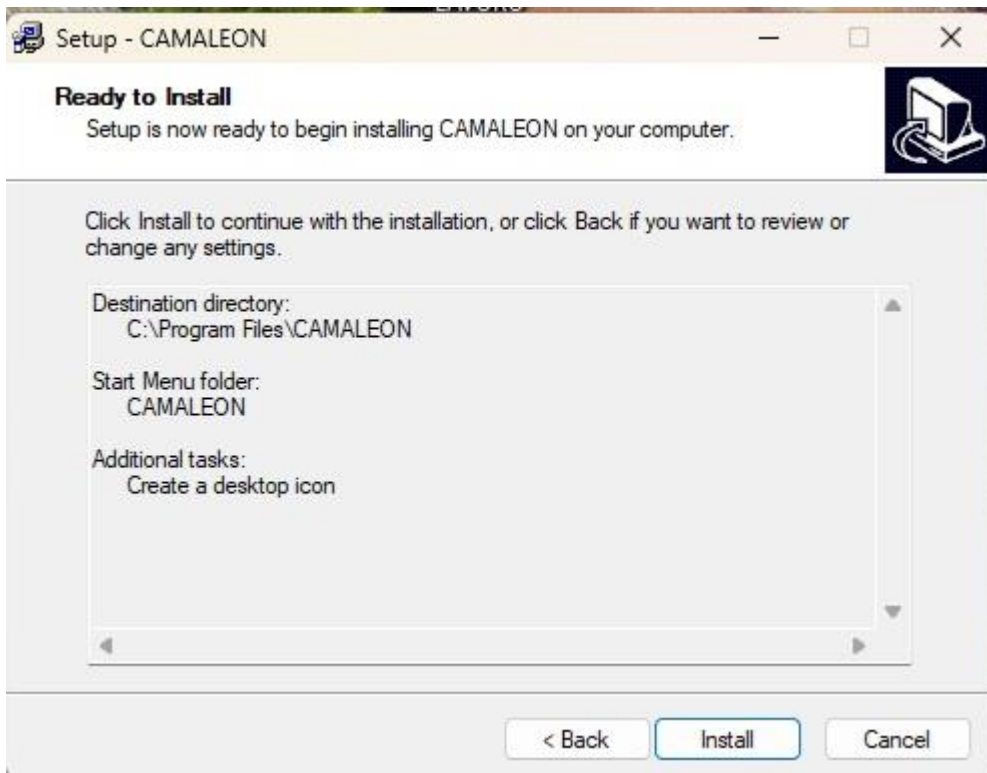 Setup - CAMALEON
Ready to Install
Setup is now ready to begin installing CAMALEON on your computer.
Click Install to continue with the installation, or click Back if you want to review or
change any settings.
Destination directory:
C:\Program Files\CAMALEON
Start Menu folder:
CAMALEON
Additional tasks:
Create a desktop icon
< Back
Install
Cancel